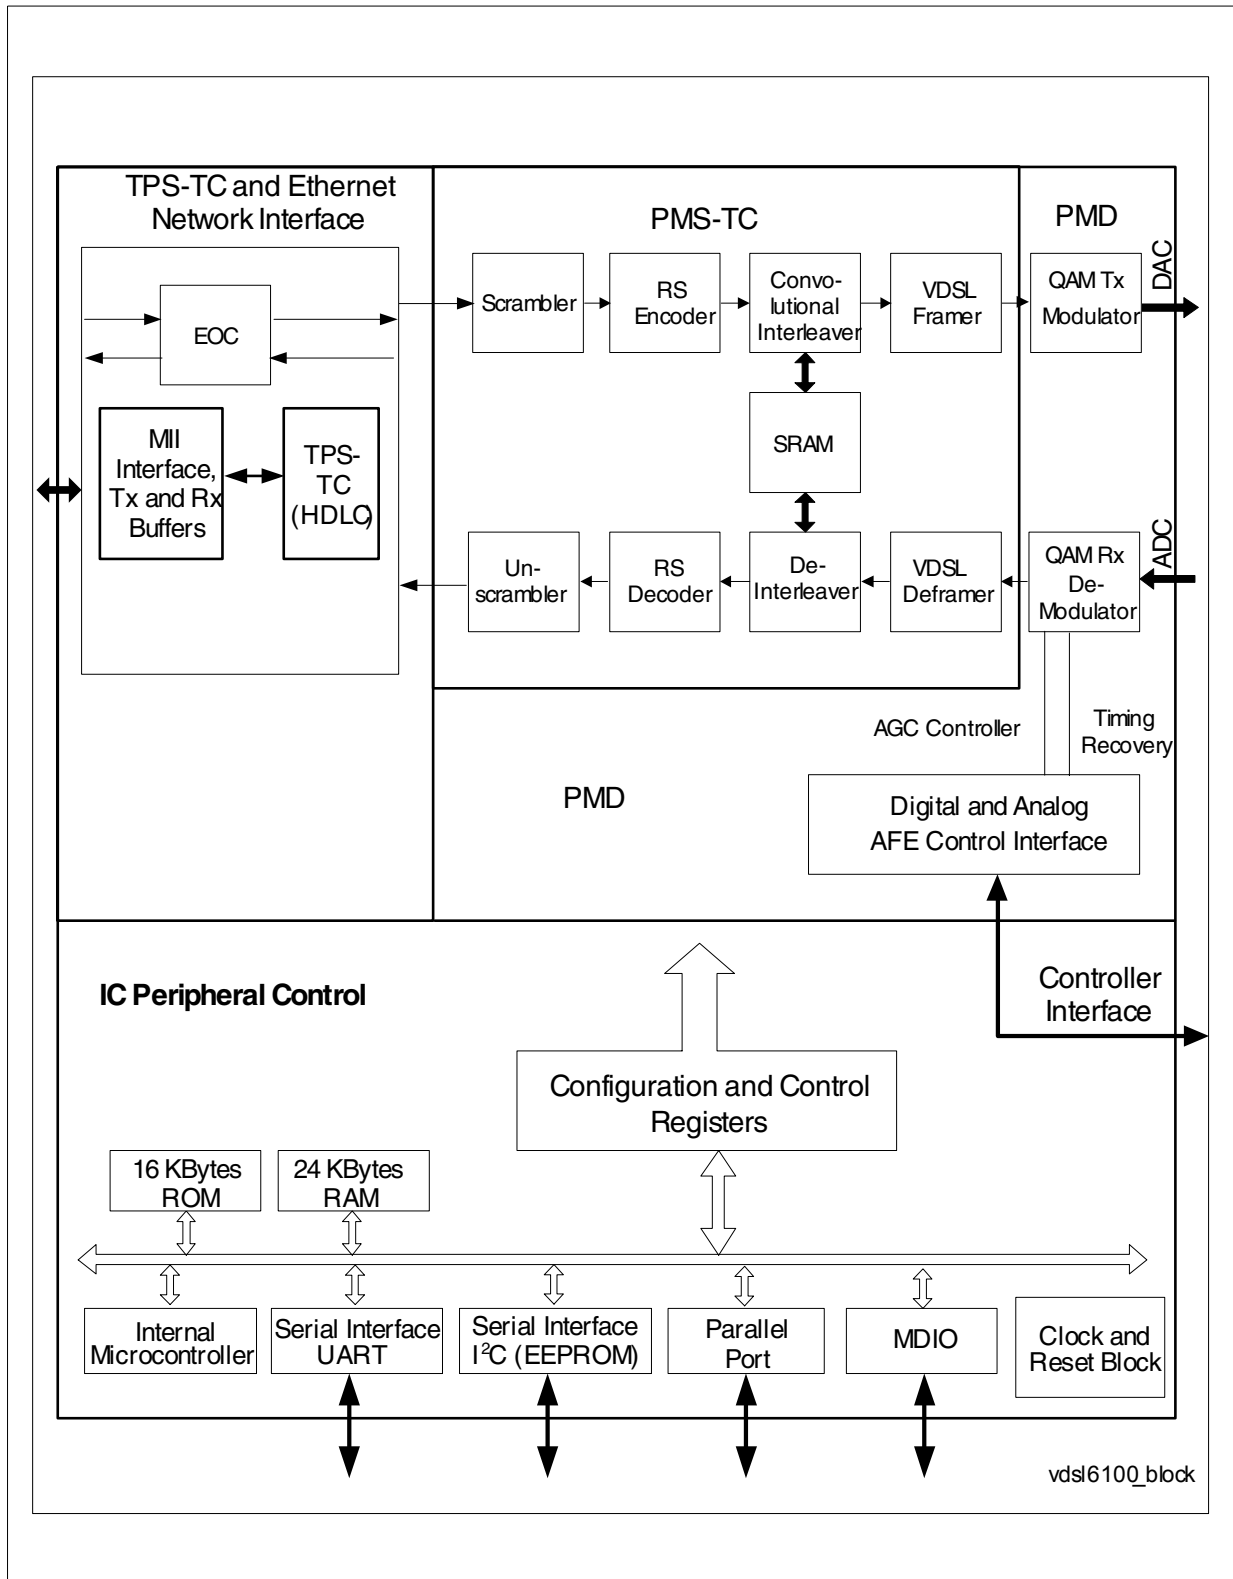 TPS-TC and Ethernet
Network Interface
PMS-TC
PMD
DAC
EOC
Scrambler
RS
Encoder
Convo-
lutional
Interleaver
VDSL
Framer
QAM Tx
Modulator
MII
Interface,
Tx and Rx
Buffers
TPS-
TC
(HDLC)
SRAM
ADC
Un-
scrambler
RS
Decoder
De-
Interleaver
VDSL
Deframer
QAM Rx
De-
Modulator
AGC Controller
Timing
Recovery
PMD
Digital and Analog
AFE Control Interface
IC Peripheral Control
Controller
Interface
Configuration and Control
Registers
16 KBytes
ROM
24 KBytes
RAM
Internal
Microcontroller
Serial Interface
UART
Serial Interface
I²C (EEPROM)
Parallel
Port
MDIO
Clock and
Reset Block
vdsl6100_block